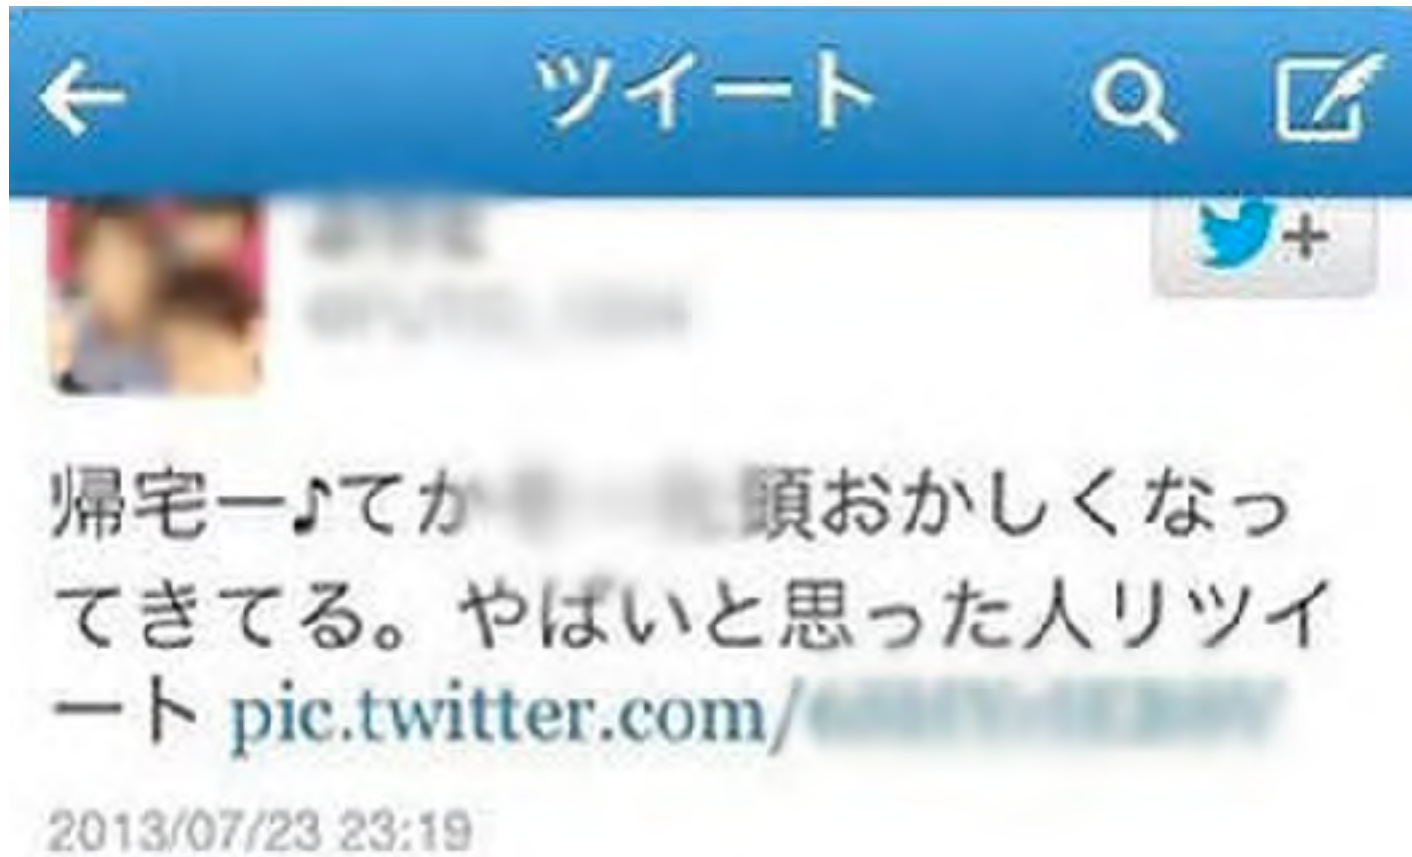 ツイート
帰宅ー♪てか 頭おかしくなっ
てきてる。やばいと思った人リツイ
ート pic.twitter.com/
2013/07/23 23:19